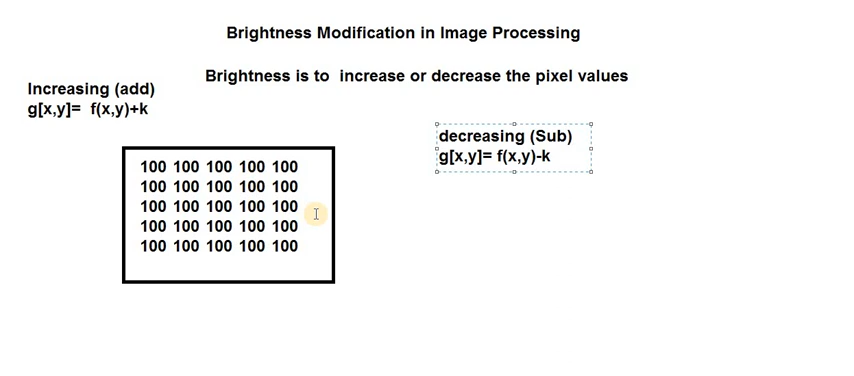 Brightness Modification in Image Processing
Brightness is to increase or decrease the pixel values
Increasing (add)
g[x,y]= f(x,y)+k
decreasing (Sub)
g[x,y]= f(x,y)-k
100 100 100 100 100
100 100 100 100 100
100 100 100 100 100
100 100 100 100 100
100 100 100 100 100